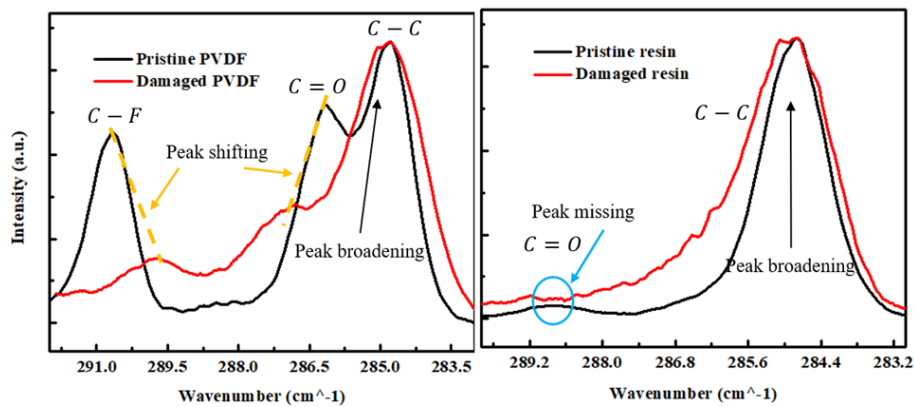 C – C
Pristine PVDF
Damaged PVDF
C = O
C – F
Peak shifting
Peak broadening
Intensity (a.u.)
291.0 289.5 288.0 286.5 285.0 283.5
Wavenumber (cm^-1)
Pristine resin
Damaged resin
C – C
Peak missing
C = O
Peak broadening
289.2 288.0 286.8 285.6 284.4 283.2
Wavenumber (cm^-1)